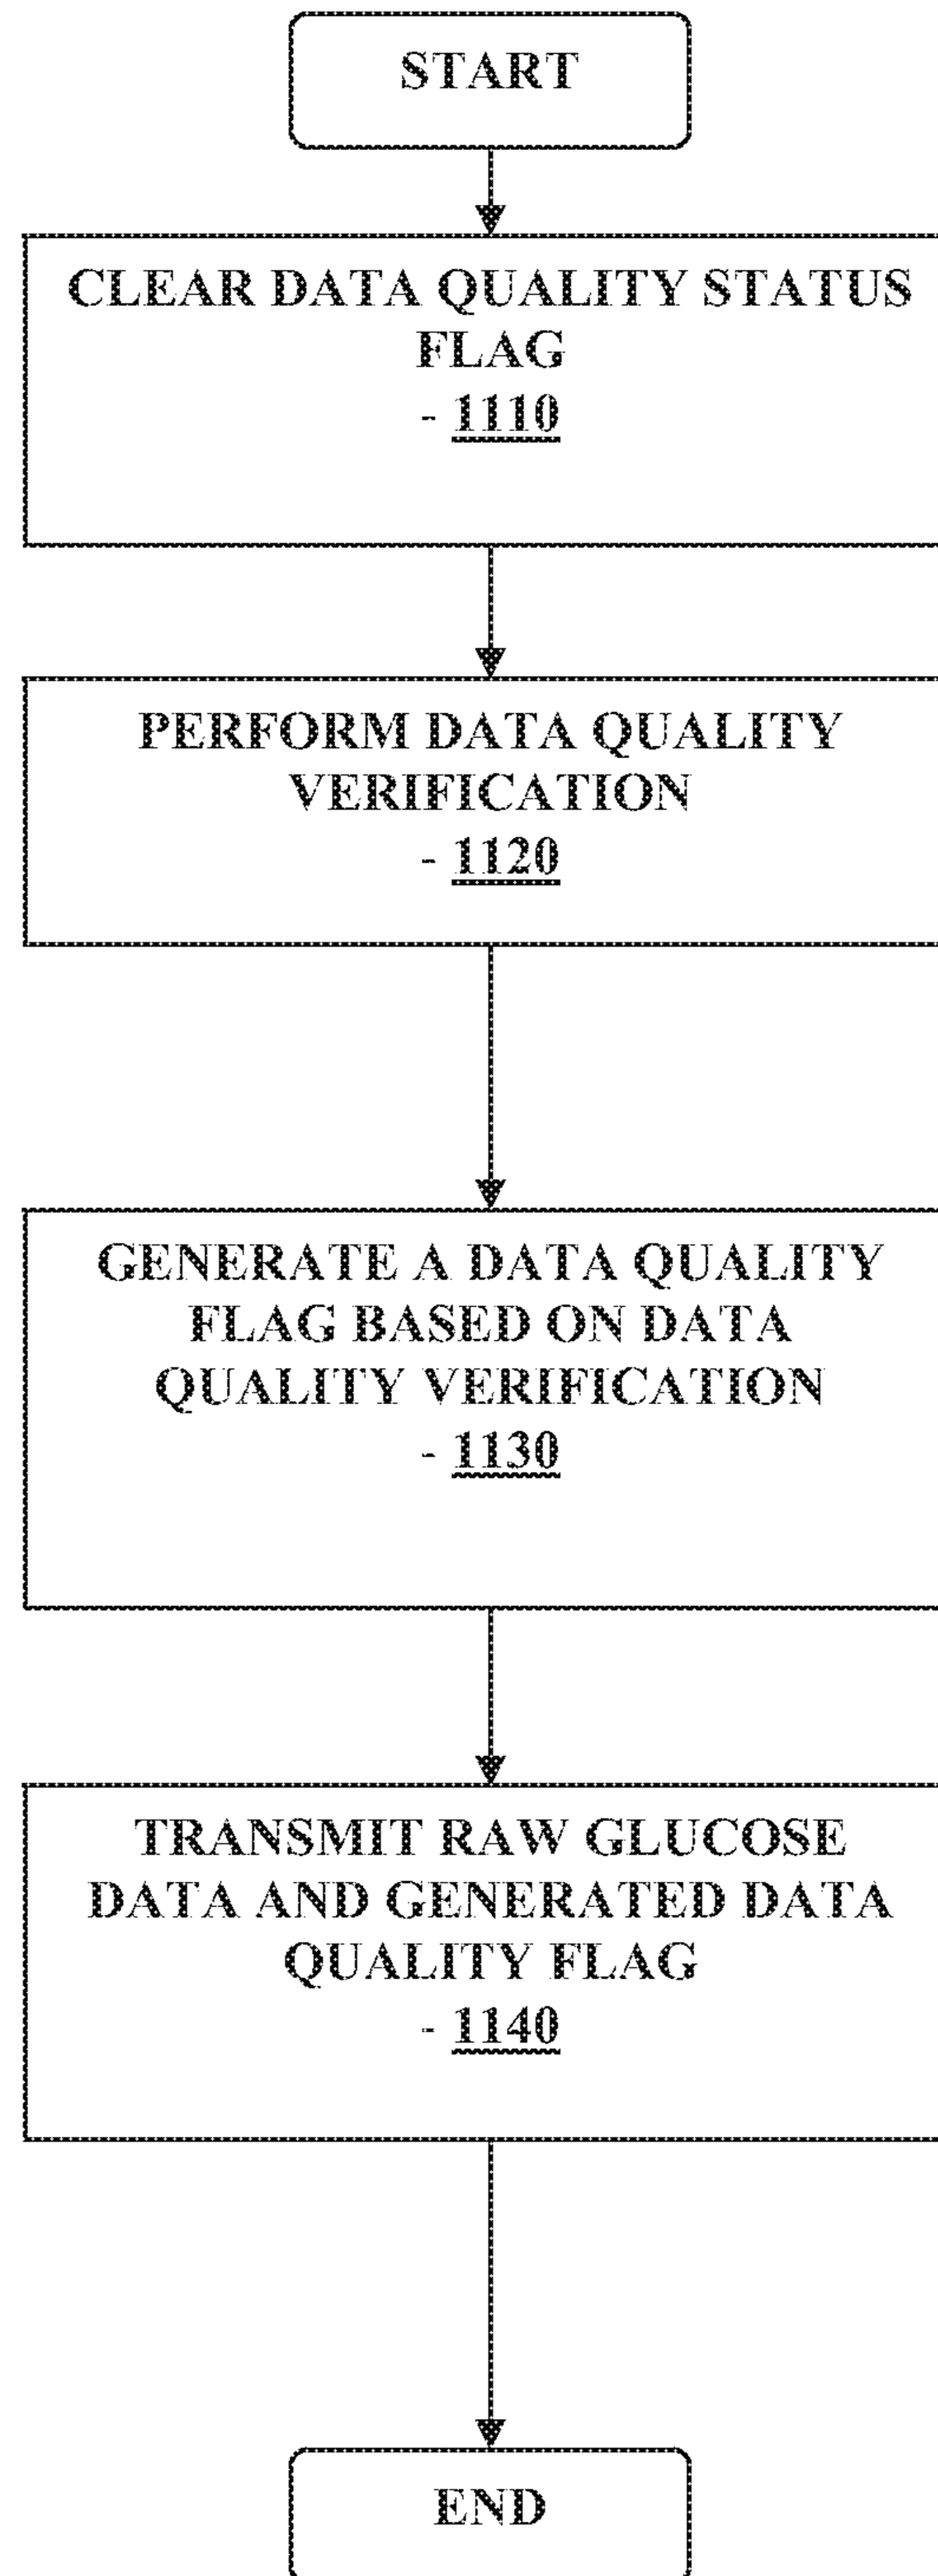 START
CLEAR DATA QUALITY STATUS
FLAG
- 1110
PERFORM DATA QUALITY
VERIFICATION
- 1120
GENERATE A DATA QUALITY
FLAG BASED ON DATA
QUALITY VERIFICATION
- 1130
TRANSMIT RAW GLUCOSE
DATA AND GENERATED DATA
QUALITY FLAG
- 1140
END